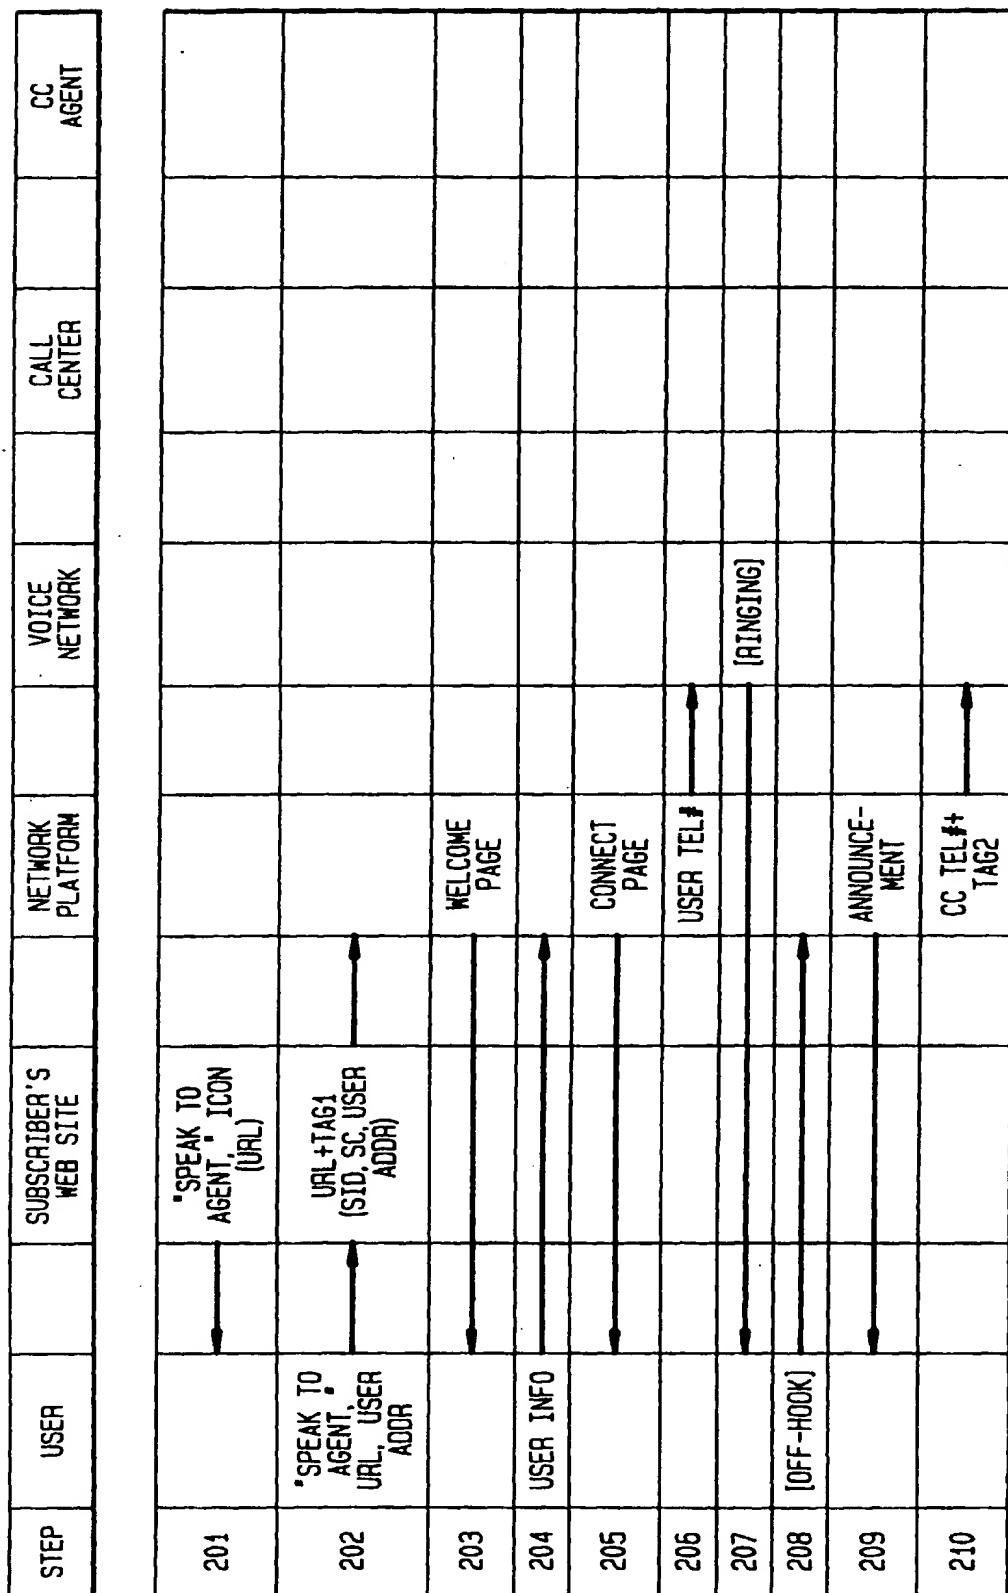 STEP
USER
SUBSCRIBER'S
WEB SITE
NETWORK
PLATFORM
VOICE
NETWORK
CALL
CENTER
CC
AGENT
201
"SPEAK TO
AGENT," ICON
(URL)
202
"SPEAK TO
AGENT,"
URL, USER
ADDR
URL+TAG1
(SID, SC, USER
ADDR)
203
WELCOME
PAGE
204
USER INFO
205
CONNECT
PAGE
206
USER TEL#
207
[RINGING]
208
[OFF-HOOK]
209
ANNOUNCE-
MENT
210
CC TEL#+
TAG2